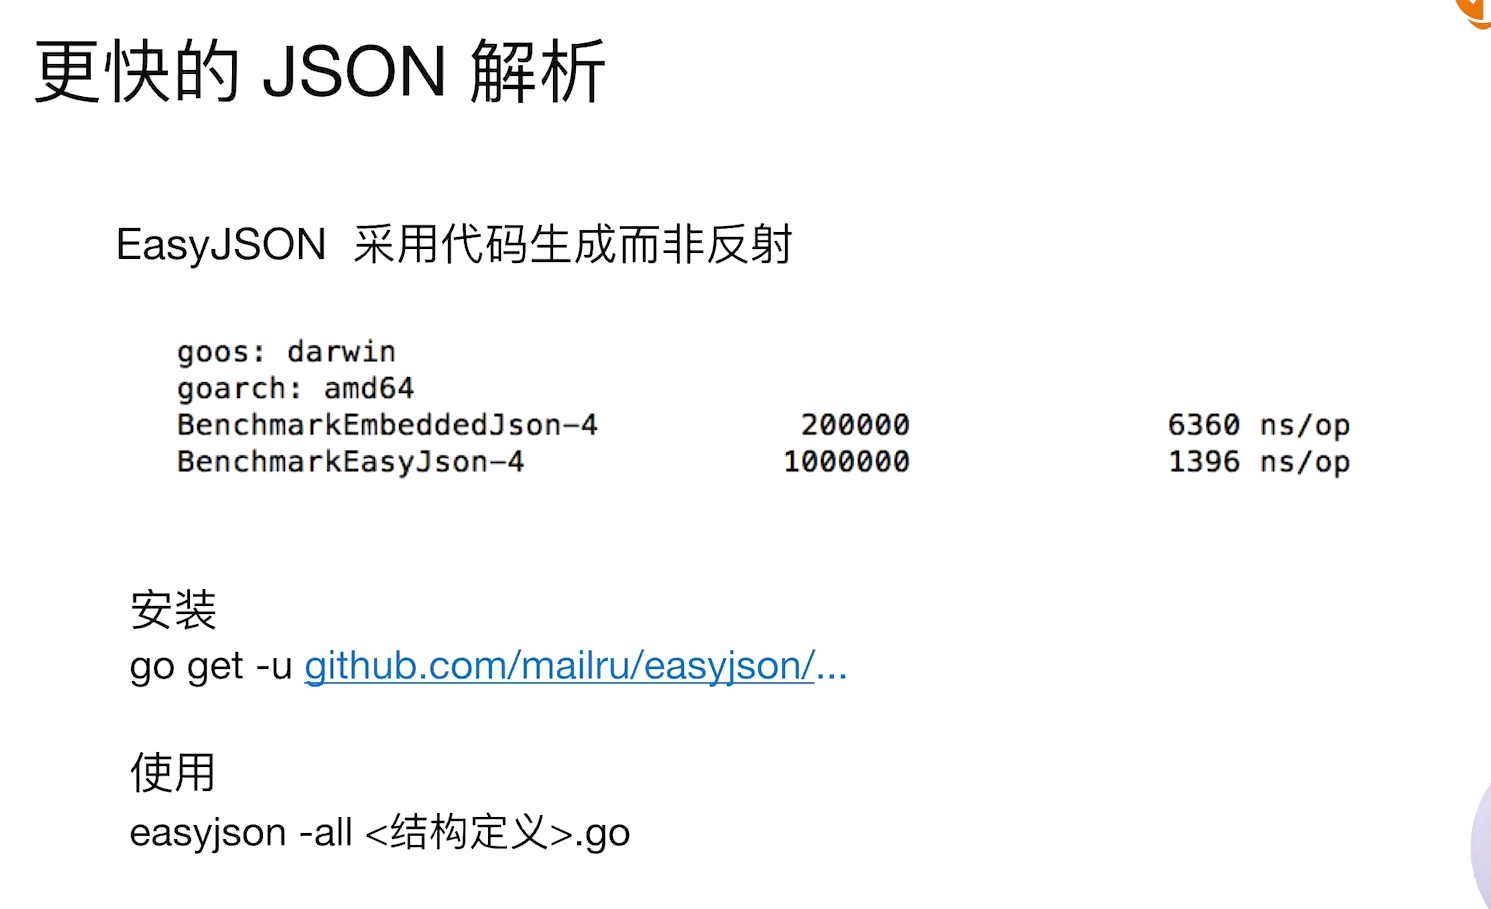 更快的 JSON 解析
EasyJSON 采用代码生成而非反射
goos: darwin
goarch: amd64
BenchmarkEmbeddedJson-4 200000 6360 ns/op
BenchmarkEasyJson-4 1000000 1396 ns/op
安装
go get -u github.com/mailru/easyjson/...
使用
easyjson -all <结构定义>.go